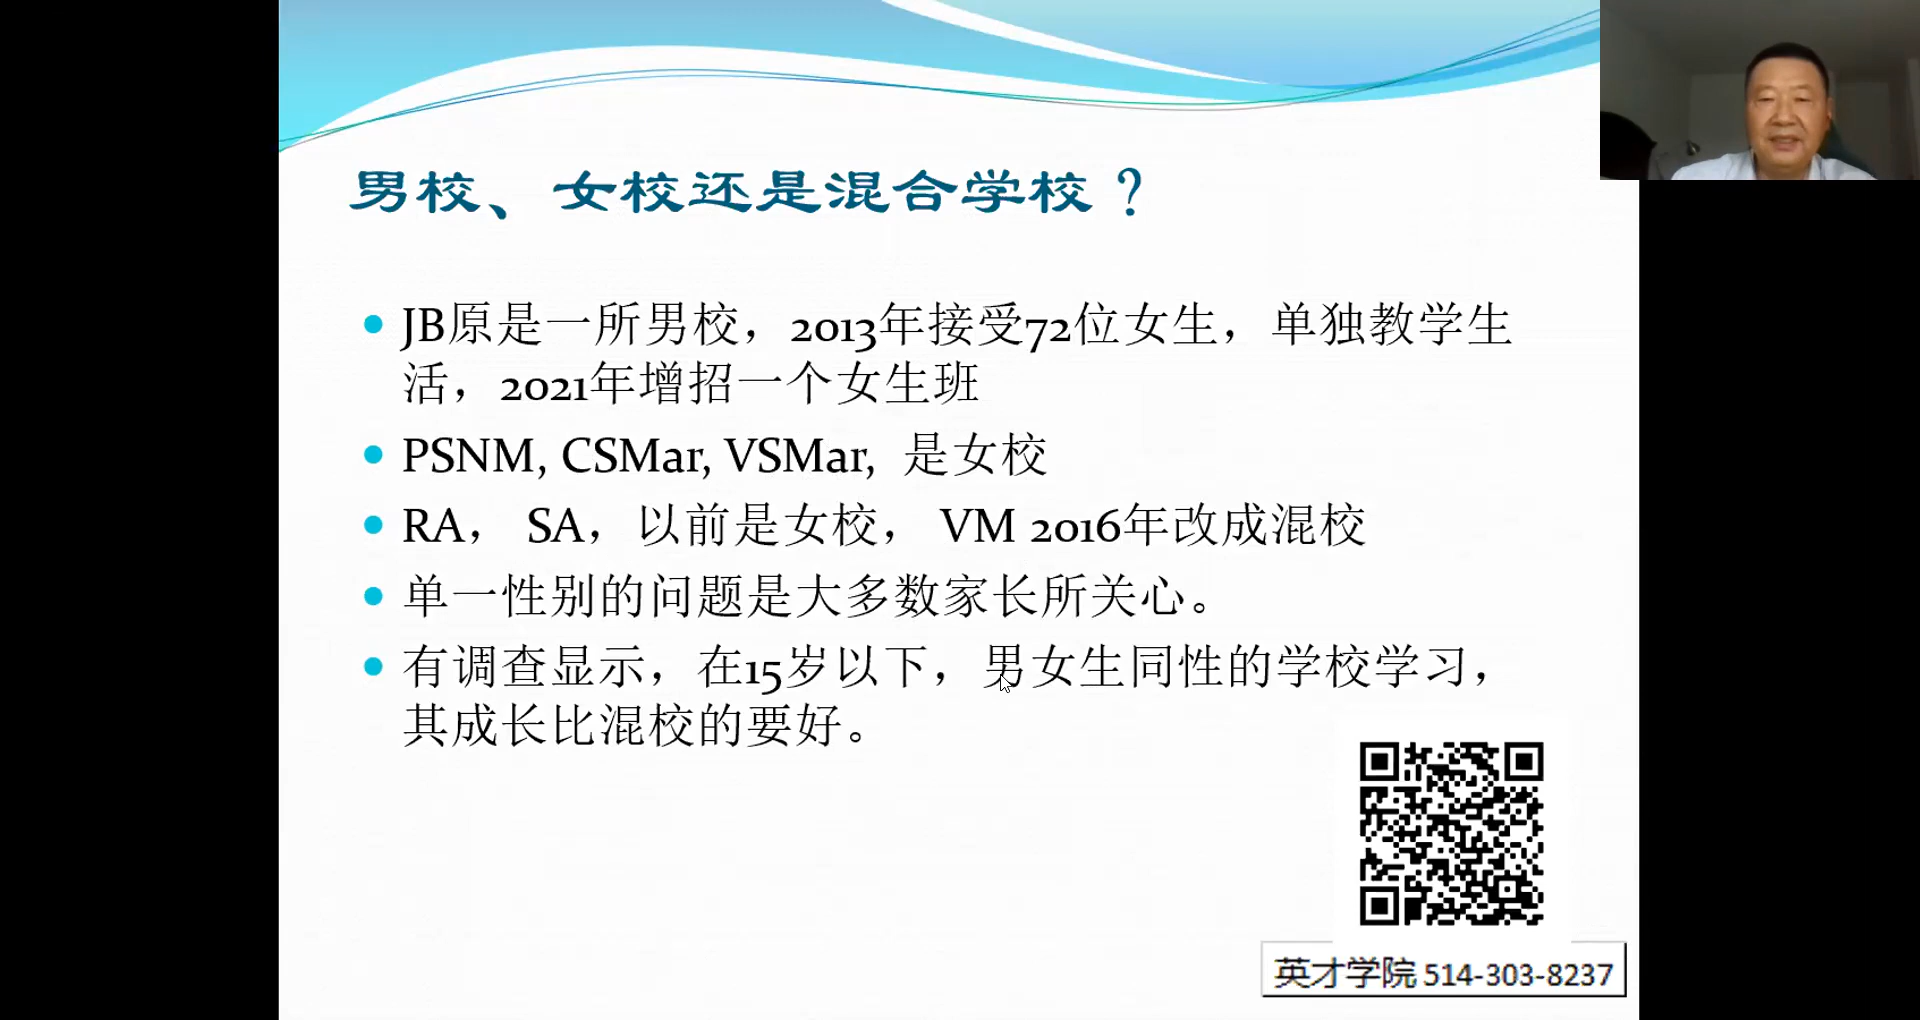 男校、女校还是混合学校？
JB原是一所男校，2013年接受72位女生，单独教学生
活，2021年增招一个女生班
PSNM, CSMar, VSMar, 是女校
RA， SA，以前是女校， VM 2016年改成混校
单一性别的问题是大多数家长所关心。
有调查显示，在15岁以下，男女生同性的学校学习，
其成长比混校的要好。
英才学院 514-303-8237